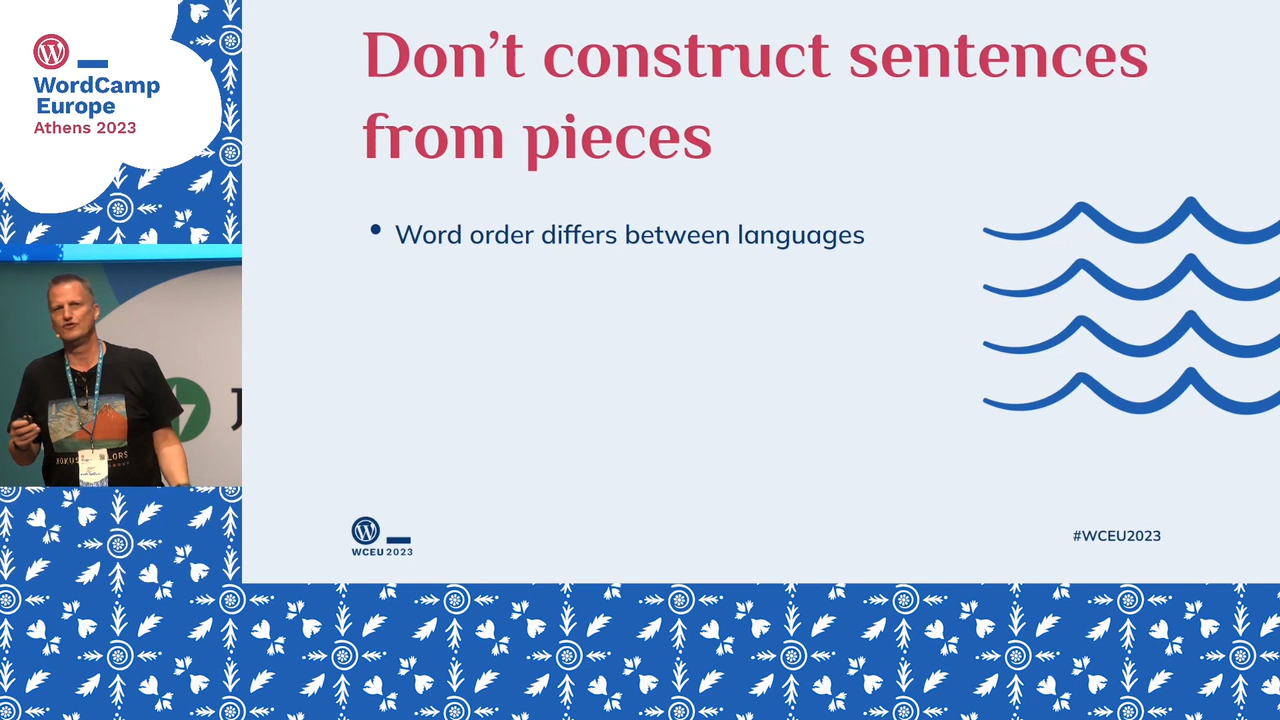 WordCamp
Europe
Athens 2023
Don't construct sentences
from pieces
• Word order differs between languages
WCEU 2023
#WCEU2023